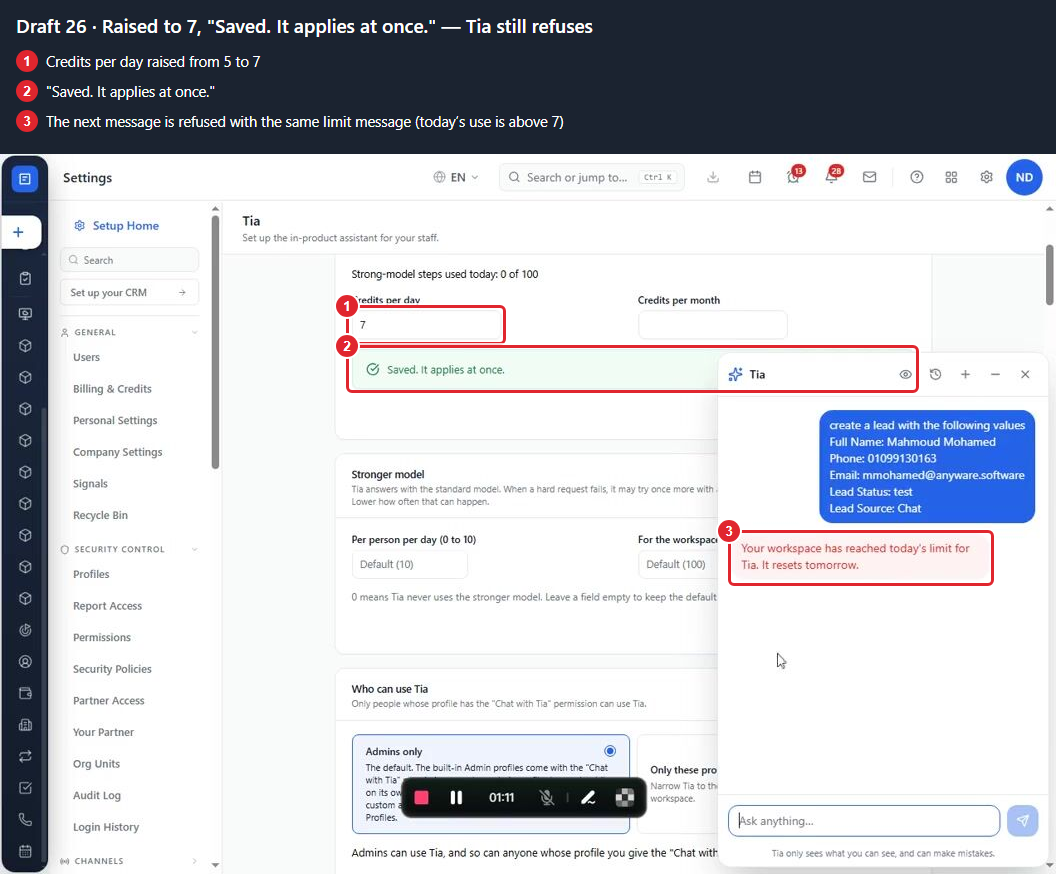 Draft 26 · Raised to 7, "Saved. It applies at once." — Tia still refuses
1 Credits per day raised from 5 to 7
2 "Saved. It applies at once."
3 The next message is refused with the same limit message (today's use is above 7)
Settings
EN
Search or jump to... Ctrl K
13
28
ND
Setup Home
Search
Set up your CRM
GENERAL
Users
Billing & Credits
Personal Settings
Company Settings
Signals
Recycle Bin
SECURITY CONTROL
Profiles
Report Access
Permissions
Security Policies
Partner Access
Your Partner
Org Units
Audit Log
Login History
CHANNELS
Tia
Set up the in-product assistant for your staff.
Strong-model steps used today: 0 of 100
1
Credits per day
7
Credits per month
2
Saved. It applies at once.
Stronger model
Tia answers with the standard model. When a hard request fails, it may try once more with
Lower how often that can happen.
Per person per day (0 to 10)
Default (10)
For the workspace
Default (100)
0 means Tia never uses the stronger model. Leave a field empty to keep the default
Who can use Tia
Only people whose profile has the "Chat with Tia" permission can use Tia.
Admins only
The default. The built-in Admin profiles come with the "Chat
with Tia"
on its ow
custom a
Profiles.
Only these pro
Narrow Tia to the
workspace.
01:11
Admins can use Tia, and so can anyone whose profile you give the "Chat with
Tia
create a lead with the following values
Full Name: Mahmoud Mohamed
Phone: 01099130163
Email: mmohamed@anyware.software
Lead Status: test
Lead Source: Chat
3
Your workspace has reached today's limit for
Tia. It resets tomorrow.
Ask anything...
Tia only sees what you can see, and can make mistakes.